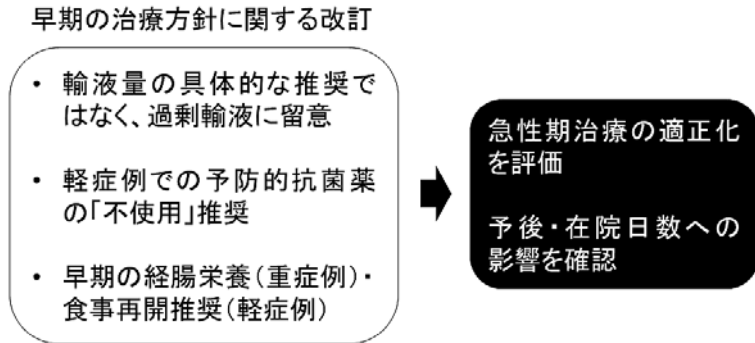 早期の治療方針に関する改訂
・ 輸液量の具体的な推奨で
はなく、過剰輸液に留意
・ 軽症例での予防的抗菌薬
の「不使用」推奨
・ 早期の経腸栄養(重症例)・
食事再開推奨(軽症例)
急性期治療の適正化
を評価
予後・在院日数への
影響を確認